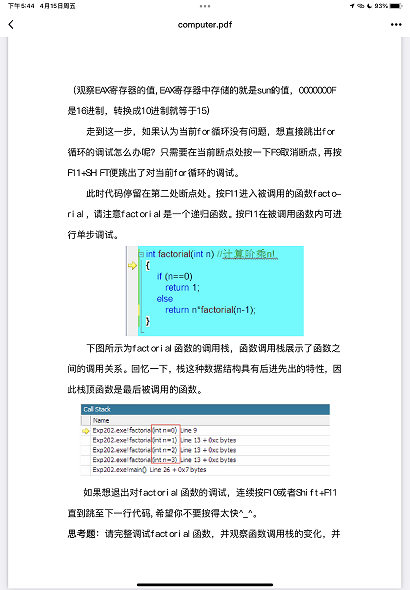 下午5:44 4月15日周五
93%
computer.pdf
（观察EAX寄存器的值, EAX寄存器中存储的就是sum的值，0000000F
是16进制，转换成10进制就等于15）
走到这一步，如果认为当前for循环没有问题，想直接跳出for
循环的调试怎么办呢？只需要在当前断点处按一下F9取消断点, 再按
F11+SHIFT便跳出了对当前for循环的调试。
此时代码停留在第二处断点处。按F11进入被调用的函数facto-
rial，请注意factorial是一个递归函数。按F11在被调用函数内可进
行单步调试。
int factorial(int n) //计算阶乘n!,
{
if (n==0)
return 1;
else
return n*factorial(n-1);
}
下图所示为factorial函数的调用栈，函数调用栈展示了函数之
间的调用关系。回忆一下，栈这种数据结构具有后进先出的特性，因
此栈顶函数是最后被调用的函数。
Call Stack
Name
Exp202.exe!factorial(int n=0) Line 9
Exp202.exe!factorial(int n=1) Line 13 + 0xc bytes
Exp202.exe!factorial(int n=2) Line 13 + 0xc bytes
Exp202.exe!factorial(int n=3) Line 13 + 0xc bytes
Exp202.exe!main() Line 26 + 0x7 bytes
如果想退出对factorial函数的调试，连续按F10或者Shift+F11
直到跳至下一行代码, 希望你不要按得太快^_^。
思考题：请完整调试factorial函数，并观察函数调用栈的变化，并